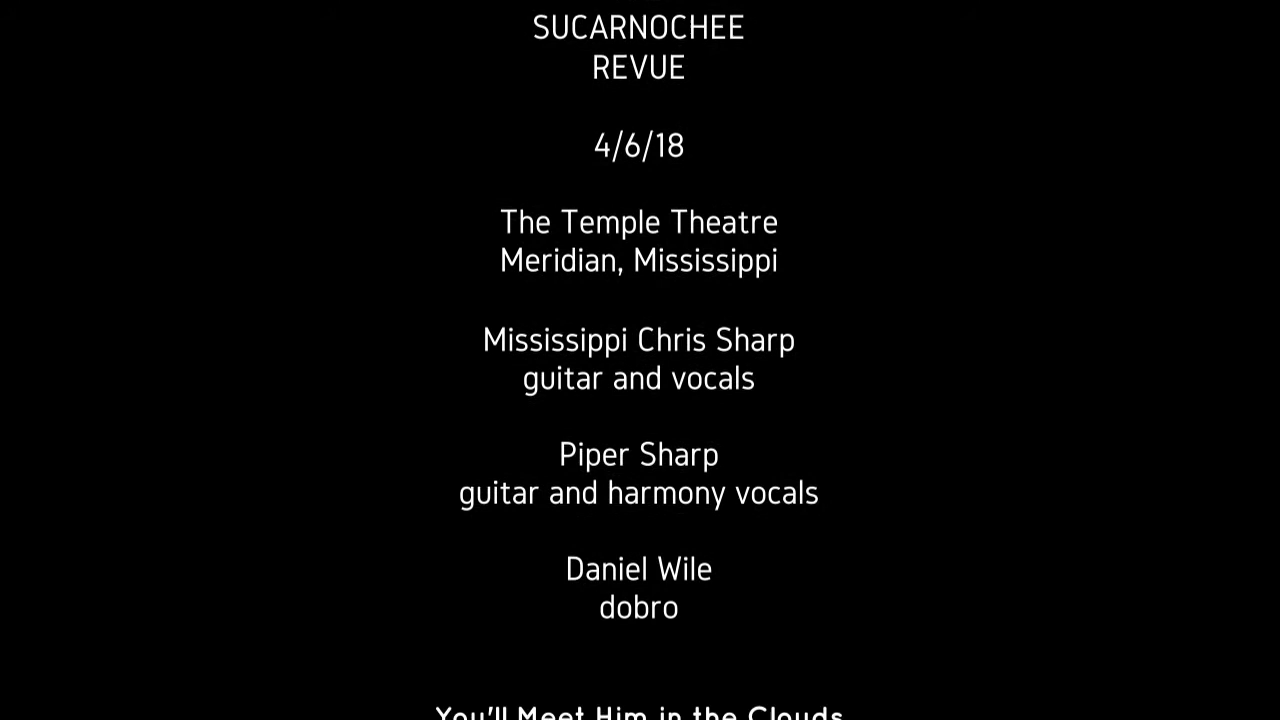 SUCARNOCHEE
REVUE
4/6/18
The Temple Theatre
Meridian, Mississippi
Mississippi Chris Sharp
guitar and vocals
Piper Sharp
guitar and harmony vocals
Daniel Wile
dobro
You'll Meet Him in the Clouds